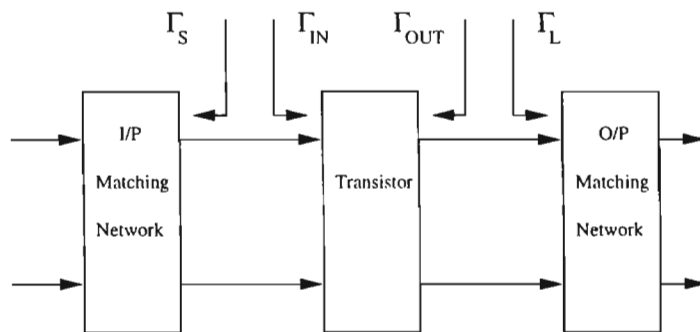 Γ_S Γ_IN Γ_OUT Γ_L
I/P
Matching
Network
Transistor
O/P
Matching
Network